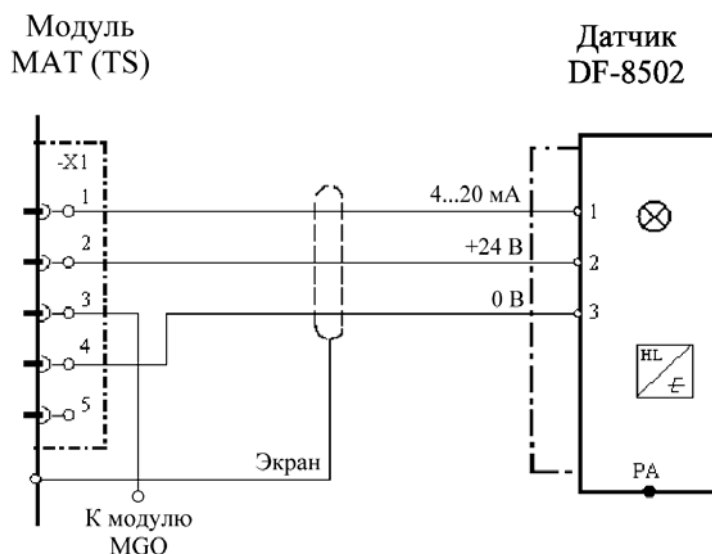 Модуль
MAT (TS)
Датчик
DF-8502
-X1
1
4...20 мА
1
2
+24 В
2
3
0 В
3
4
5
HL
E
Экран
PA
К модулю
MGO